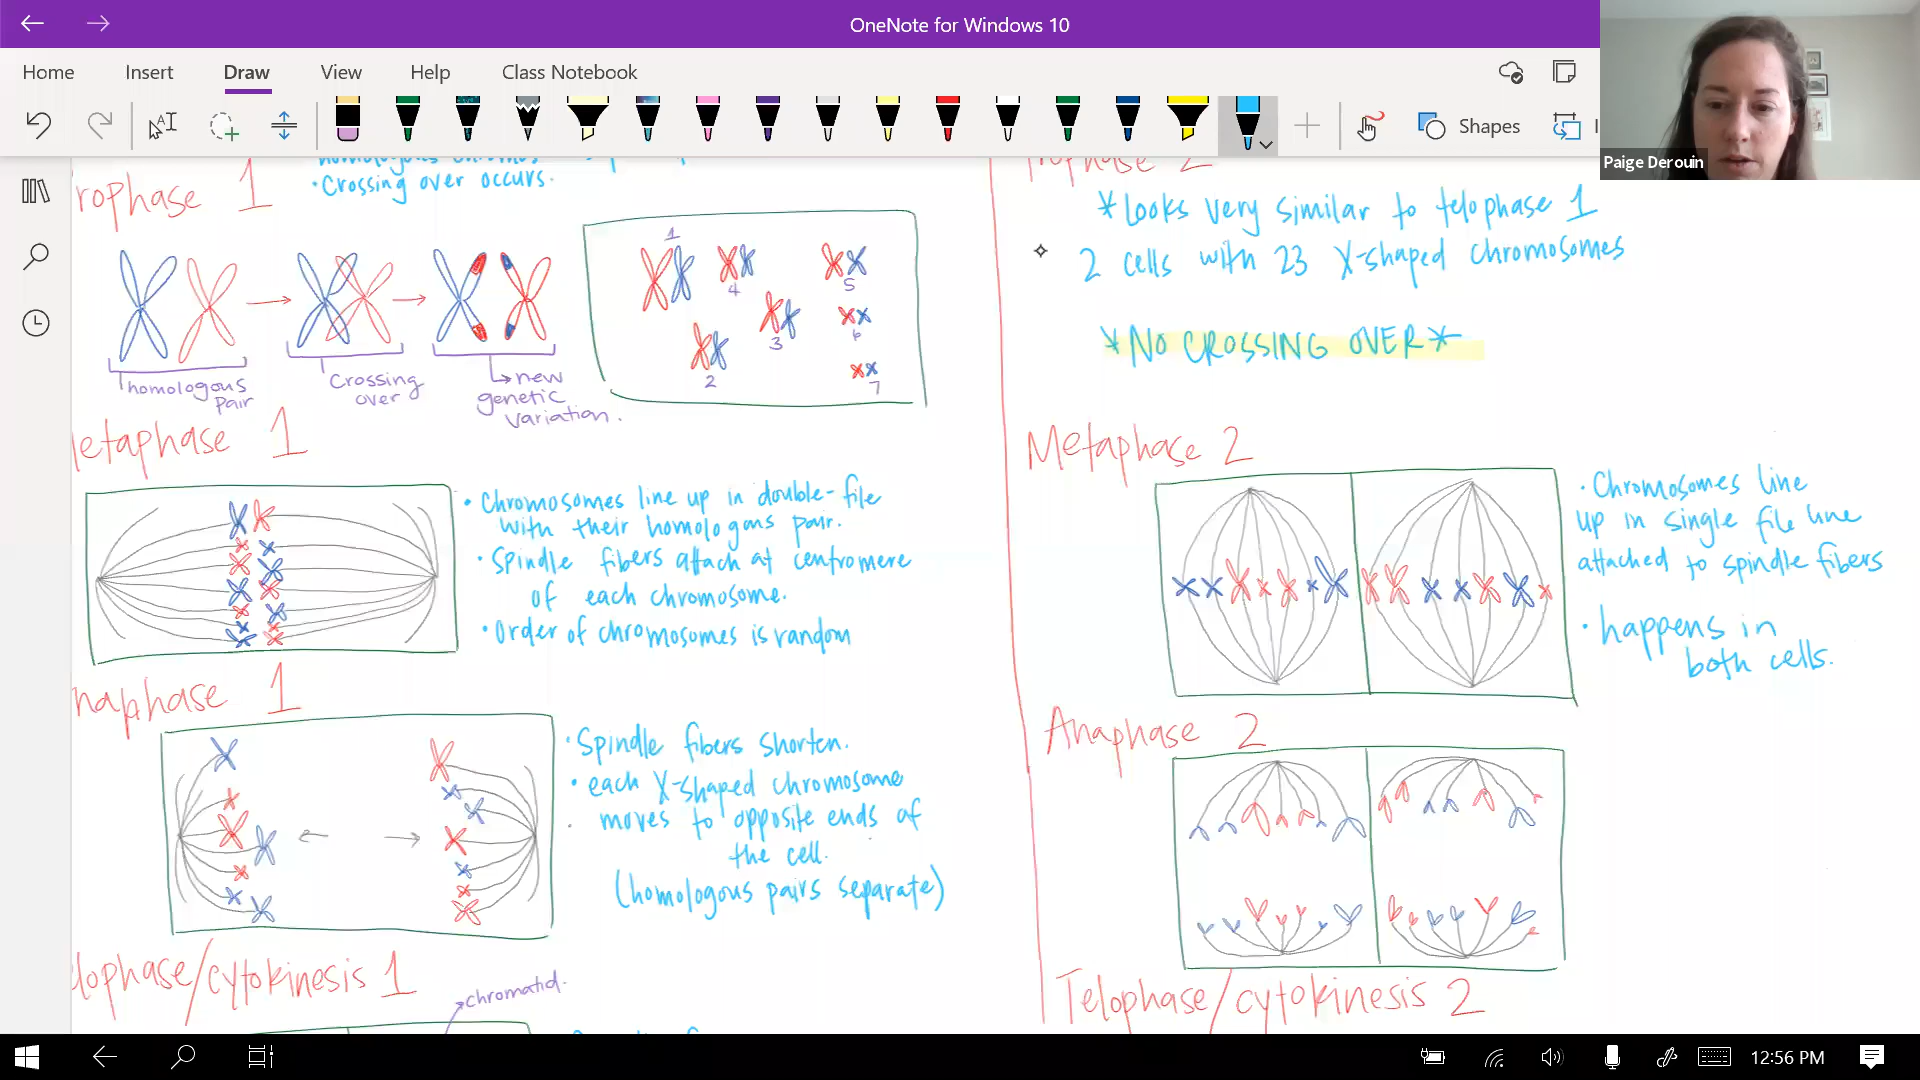 OneNote for Windows 10
Home Insert Draw View Help Class Notebook
Shapes
Paige Derouin
rophase 1
homologous chromos
• Crossing over occurs.
homologous
pair
Crossing
over
→ new
genetic
variation.
1
4
5
3
6
2
7
etaphase 1
• Chromosomes line up in double-file
with their homologous pair.
• Spindle fibers attach at centromere
of each chromosome.
• Order of chromosomes is random
naphase 1
• Spindle fibers shorten.
• each X-shaped chromosome
moves to opposite ends of
the cell.
(homologous pairs separate)
lophase/cytokinesis 1
chromatid.
Prophase 2
*Looks very similar to telophase 1
2 cells with 23 X-shaped chromosomes
*NO CROSSING OVER*
Metaphase 2
• Chromosomes line
up in single file line
attached to spindle fibers
• happens in
both cells.
Anaphase 2
Telophase/cytokinesis 2
12:56 PM